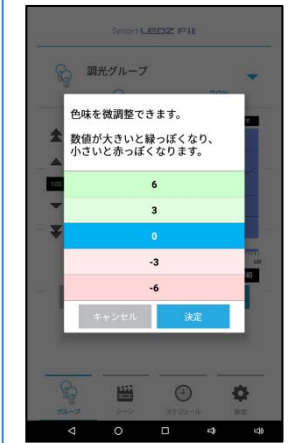 Smart LEDZ Fit
調光グループ
色味を微調整できます。
数値が大きいと緑っぽくなり、
小さいと赤っぽくなります。
100
6
3
0
-3
-6
キャンセル
決定
グループ
シーン
スケジュール
設定